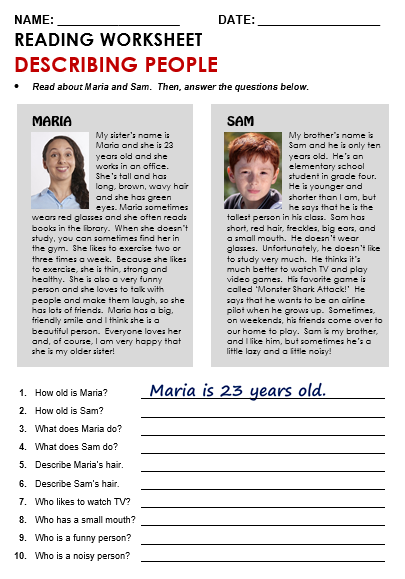 NAME: ____________________ DATE: ____________________
READING WORKSHEET
DESCRIBING PEOPLE
• Read about Maria and Sam. Then, answer the questions below.
MARIA
My sister's name is
Maria and she is 23
years old and she
works in an office.
She's tall and has
long, brown, wavy hair
and she has green
eyes. Maria sometimes
wears red glasses and she often reads
books in the library. When she doesn't
study, you can sometimes find her in
the gym. She likes to exercise two or
three times a week. Because she likes
to exercise, she is thin, strong and
healthy. She is also a very funny
person and she loves to talk with
people and make them laugh, so she
has lots of friends. Maria has a big,
friendly smile and I think she is a
beautiful person. Everyone loves her
and, of course, I am very happy that
she is my older sister!
SAM
My brother's name is
Sam and he is only ten
years old. He's an
elementary school
student in grade four.
He is younger and
shorter than I am, but
he says that he is the
tallest person in his class. Sam has
short, red hair, freckles, big ears, and
a small mouth. He doesn't wear
glasses. Unfortunately, he doesn't like
to study very much. He thinks it's
much better to watch TV and play
video games. His favorite game is
called 'Monster Shark Attack!' He
says that he wants to be an airline
pilot when he grows up. Sometimes,
on weekends, his friends come over to
our home to play. Sam is my brother,
and I like him, but sometimes he's a
little lazy and a little noisy!
1. How old is Maria? Maria is 23 years old.
2. How old is Sam?
3. What does Maria do?
4. What does Sam do?
5. Describe Maria's hair.
6. Describe Sam's hair.
7. Who likes to watch TV?
8. Who has a small mouth?
9. Who is a funny person?
10. Who is a noisy person?